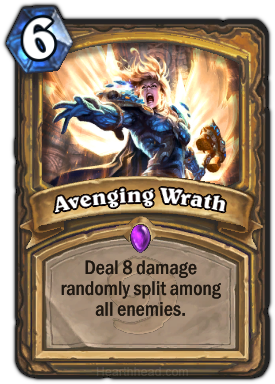 6
Avenging Wrath
Deal 8 damage
randomly split among
all enemies.
Hearthhead.com